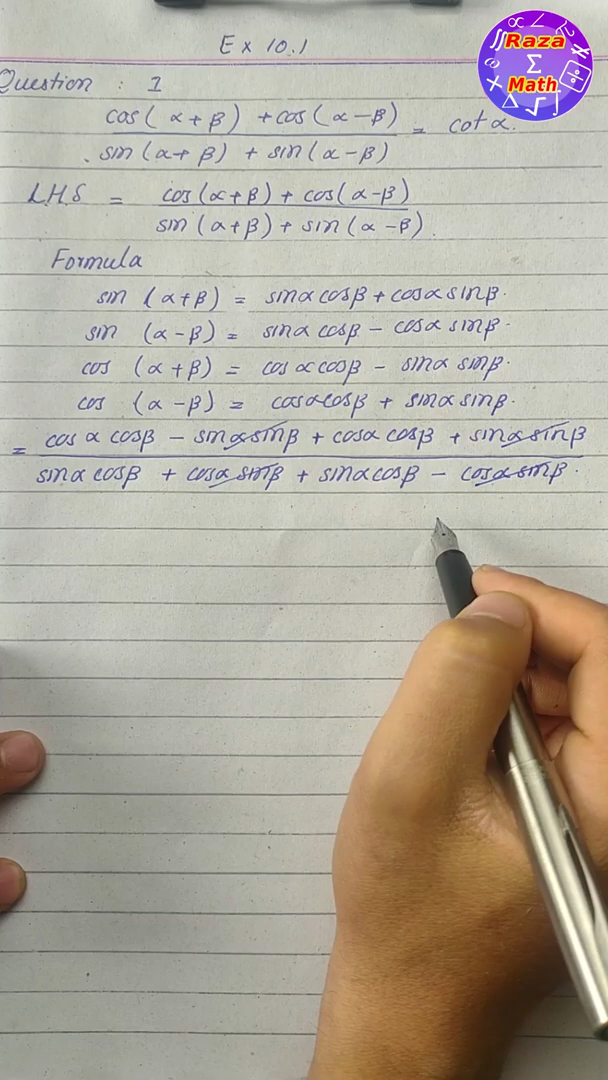 Ex 10.1
Raza
Math
Question : 1
cos(α+β) + cos(α-β) / sin(α+β) + sin(α-β) = cot α.
LHS = cos(α+β) + cos(α-β) / sin(α+β) + sin(α-β).
Formula
sin (α+β) = sinα cosβ + cosα sinβ.
sin (α-β) = sinα cosβ - cosα sinβ.
cos (α+β) = cosα cosβ - sinα sinβ.
cos (α-β) = cosα cosβ + sinα sinβ.
= cosα cosβ - sinα sinβ + cosα cosβ + sinα sinβ / sinα cosβ + cosα sinβ + sinα cosβ - cosα sinβ.